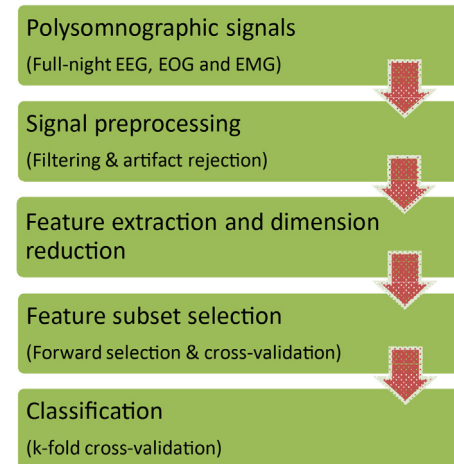 Polysomnographic signals
(Full-night EEG, EOG and EMG)
Signal preprocessing
(Filtering & artifact rejection)
Feature extraction and dimension
reduction
Feature subset selection
(Forward selection & cross-validation)
Classification
(k-fold cross-validation)